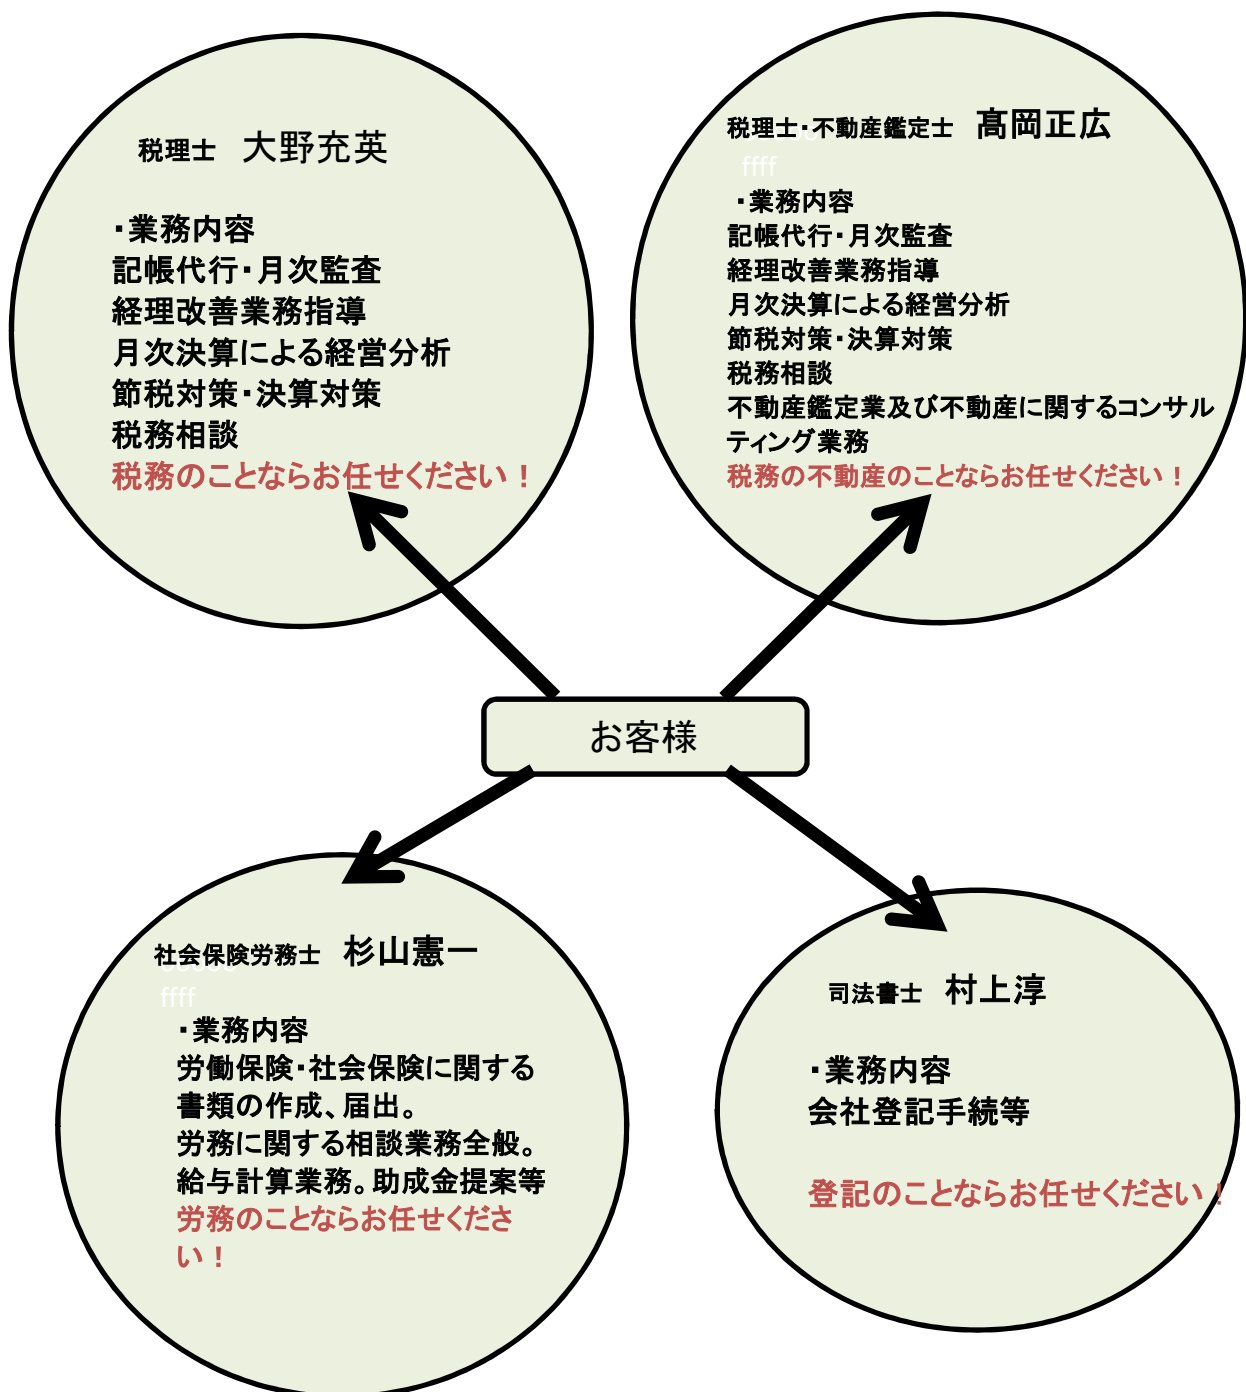 税理士　大野充英
・業務内容
記帳代行・月次監査
経理改善業務指導
月次決算による経営分析
節税対策・決算対策
税務相談
税務のことならお任せください！
税理士・不動産鑑定士　髙岡正広
ffff
・業務内容
記帳代行・月次監査
経理改善業務指導
月次決算による経営分析
節税対策・決算対策
税務相談
不動産鑑定業及び不動産に関するコンサル
ティング業務
税務の不動産のことならお任せください！
お客様
社会保険労務士　杉山憲一
ffff
・業務内容
労働保険・社会保険に関する
書類の作成、届出。
労務に関する相談業務全般。
給与計算業務。助成金提案等
労務のことならお任せくださ
い！
司法書士　村上淳
・業務内容
会社登記手続等
登記のことならお任せください！